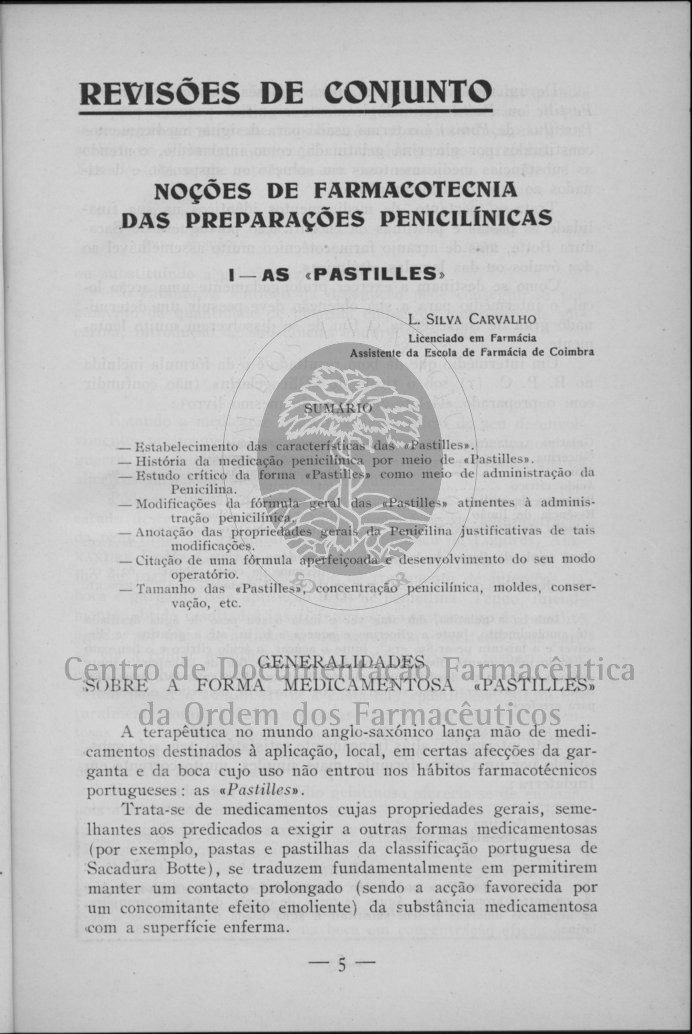 REVISÕES DE CONJUNTO
NOÇÕES DE FARMACOTECNIA
DAS PREPARAÇÕES PENICILÍNICAS
I — AS «PASTILLES»
L. SILVA CARVALHO
Licenciado em Farmácia
Assistente da Escola de Farmácia de Coimbra
SUMÁRIO
— Estabelecimento das características das «Pastilles».
— História da medicação penicilínica por meio de «Pastilles».
— Estudo crítico da forma «Pastilles» como meio de administração da
Penicilina.
— Modificações da fórmula geral das «Pastilles» atinentes à adminis-
tração penicilínica.
— Anotação das propriedades gerais da Penicilina justificativas de tais
modificações.
— Citação de uma fórmula aperfeiçoada e desenvolvimento do seu modo
operatório.
— Tamanho das «Pastilles», concentração penicilínica, moldes, conser-
vação, etc.
GENERALIDADES
Centro de Documentação Farmacêutica
SOBRE A FORMA MEDICAMENTOSA «PASTILLES»
da Ordem dos Farmacêuticos
A terapêutica no mundo anglo-saxónico lança mão de medi-
camentos destinados à aplicação, local, em certas afecções da gar-
ganta e da boca cujo uso não entrou nos hábitos farmacotécnicos
portugueses : as «Pastilles».
Trata-se de medicamentos cujas propriedades gerais, seme-
lhantes aos predicados a exigir a outras formas medicamentosas
(por exemplo, pastas e pastilhas da classificação portuguesa de
Sacadura Botte), se traduzem fundamentalmente em permitirem
manter um contacto prolongado (sendo a acção favorecida por
um concomitante efeito emoliente) da substância medicamentosa
com a superfície enferma.
— 5 —